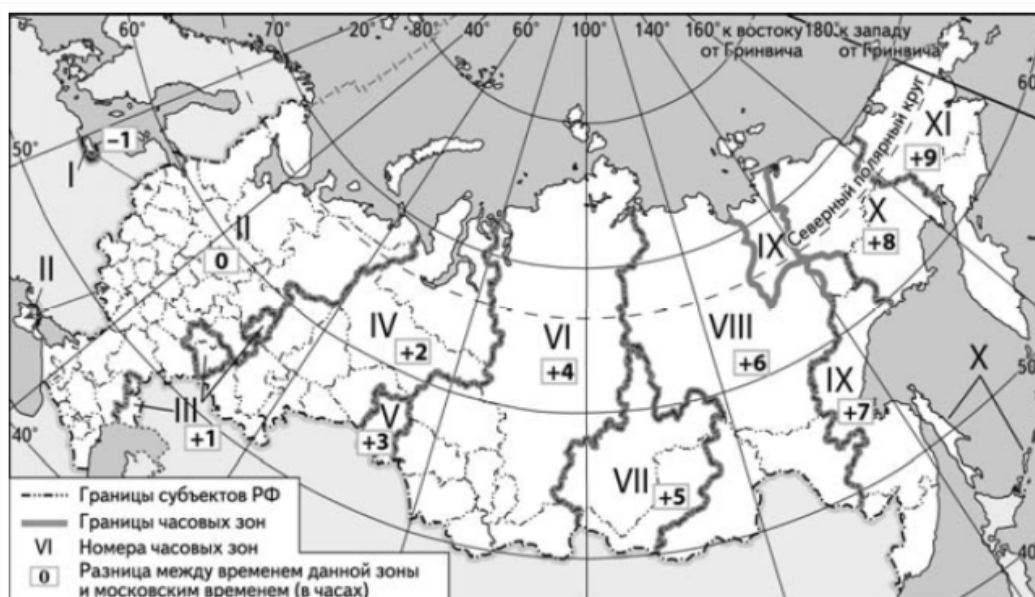 60° 70° 20° 60° 100° 140° 160° к востоку 180° к западу
от Гринвича от Гринвича
60°
50°
−1
I
Северный полярный круг
XI
+9
II
X
+8
IX
0
II
IV
+2
VI
+4
VIII
+6
X
50°
III
+1
V
+3
IX
+7
40°
VII
+5
40°
Границы субъектов РФ
Границы часовых зон
VI Номера часовых зон
0 Разница между временем данной зоны
и московским временем (в часах)